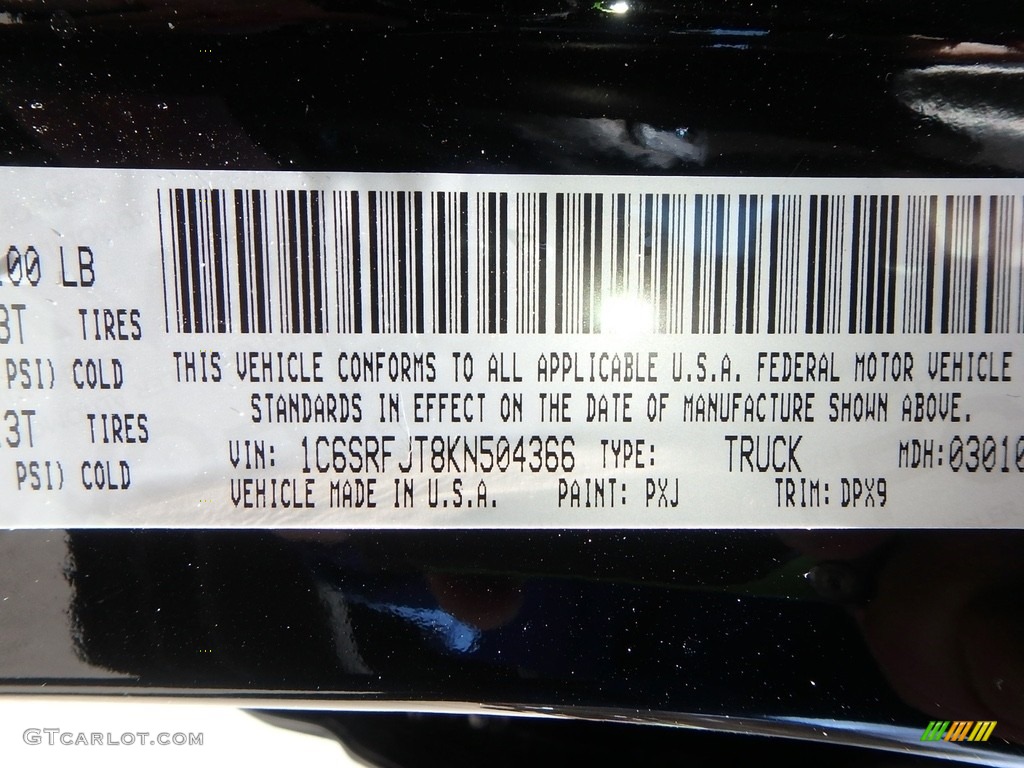 100 LB
3T TIRES
PSI) COLD
3T TIRES
PSI) COLD
THIS VEHICLE CONFORMS TO ALL APPLICABLE U.S.A. FEDERAL MOTOR VEHICLE
STANDARDS IN EFFECT ON THE DATE OF MANUFACTURE SHOWN ABOVE.
VIN: 1C6SRFJT8KN504366 TYPE: TRUCK MDH:03010
VEHICLE MADE IN U.S.A. PAINT: PXJ TRIM: DPX9
GTCARLOT.COM